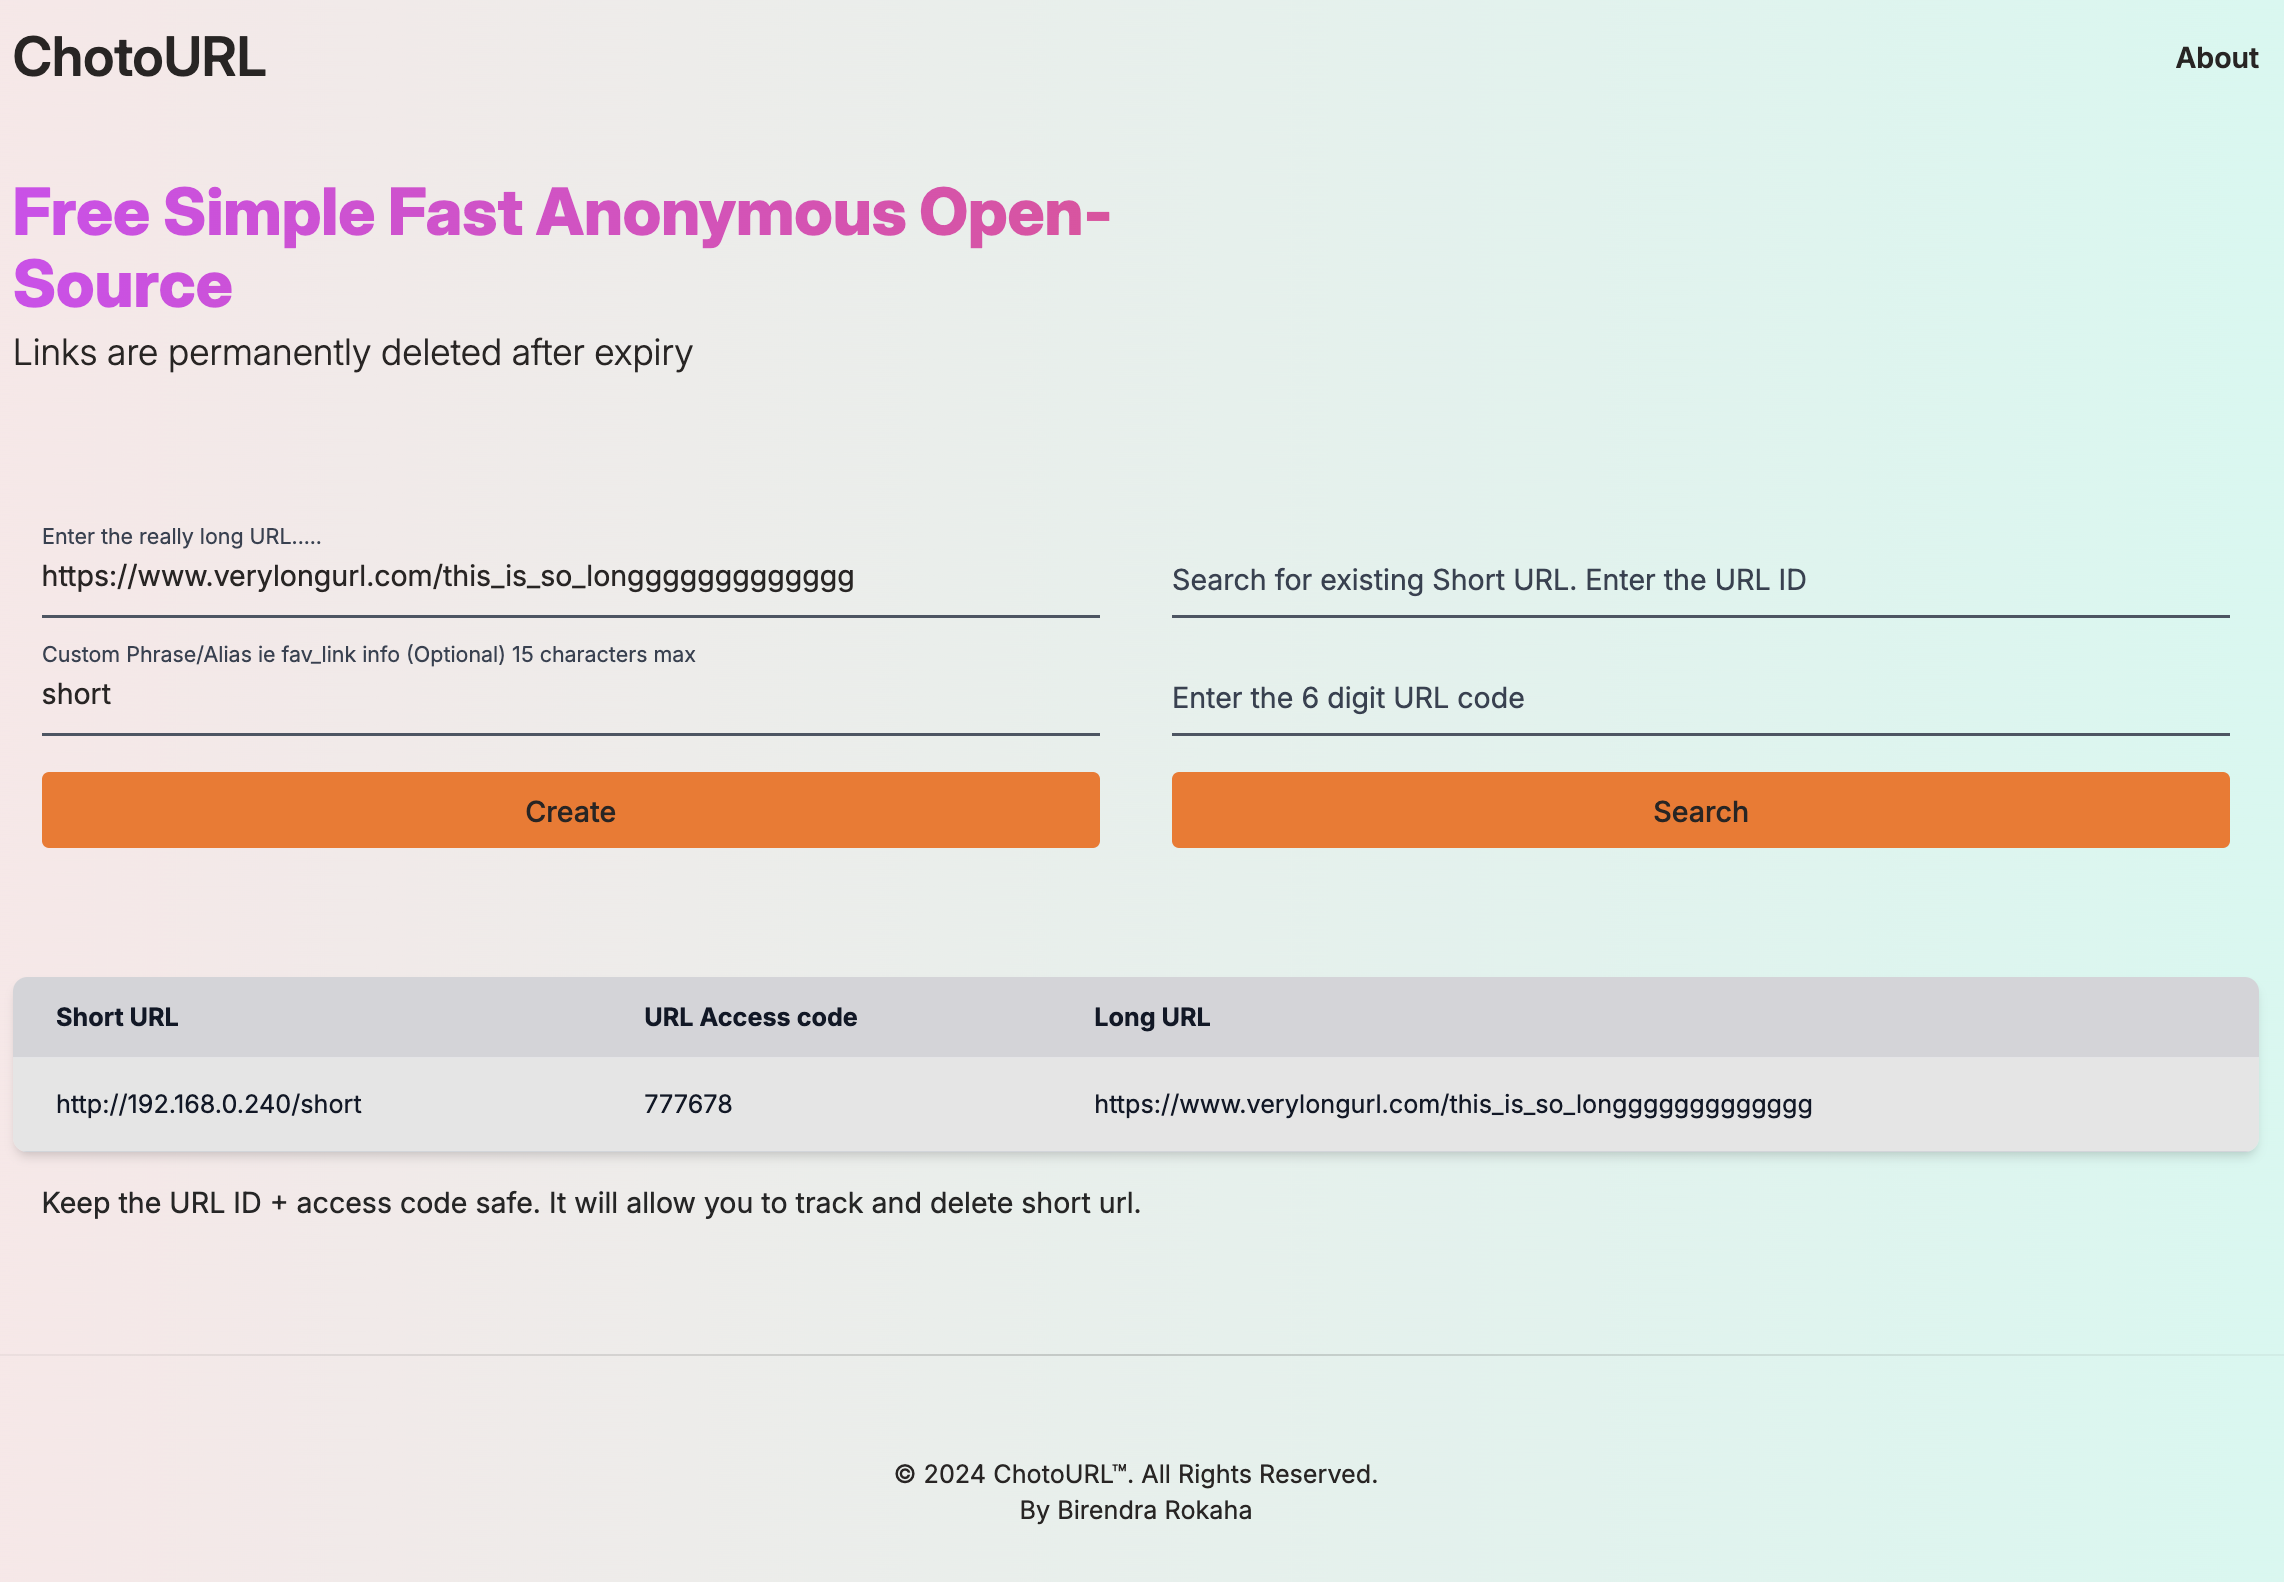 ChotoURL
About
Free Simple Fast Anonymous Open-
Source
Links are permanently deleted after expiry
Enter the really long URL.....
https://www.verylongurl.com/this_is_so_longggggggggggggg
Custom Phrase/Alias ie fav_link info (Optional) 15 characters max
short
Create
Search for existing Short URL. Enter the URL ID
Enter the 6 digit URL code
Search
Short URL URL Access code Long URL
http://192.168.0.240/short 777678 https://www.verylongurl.com/this_is_so_longggggggggggggg
Keep the URL ID + access code safe. It will allow you to track and delete short url.
© 2024 ChotoURL™. All Rights Reserved.
By Birendra Rokaha